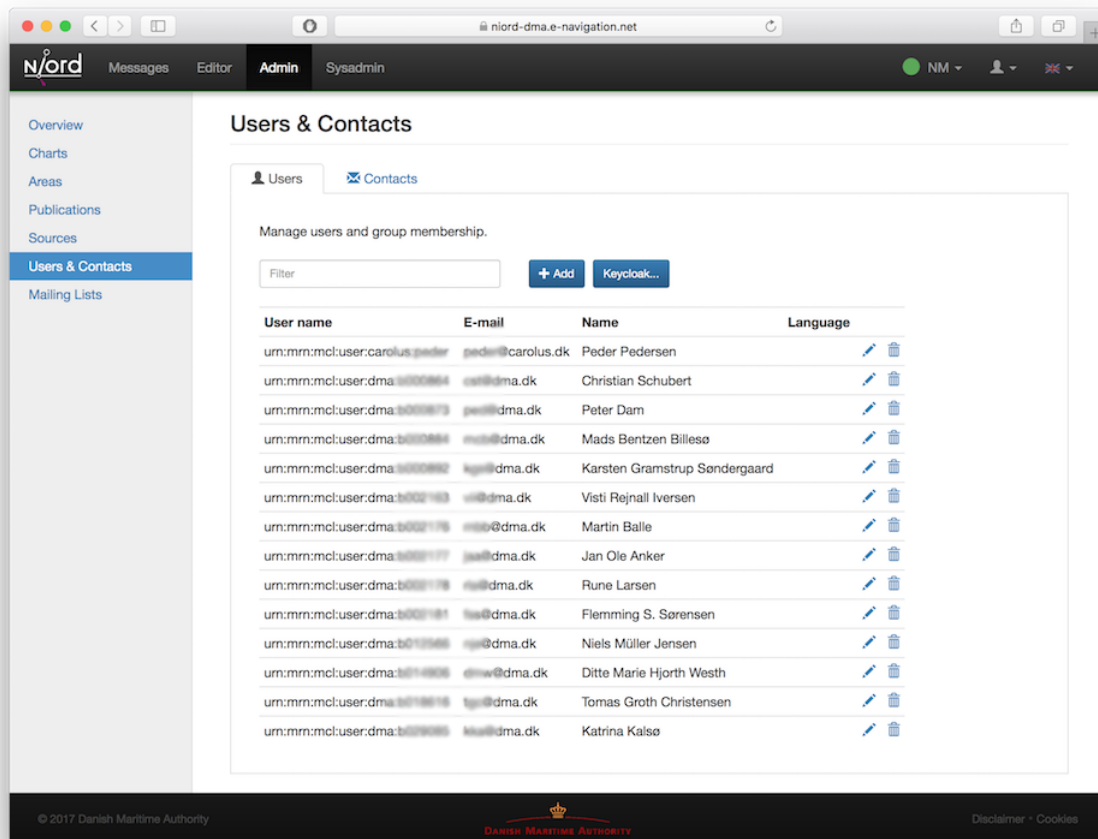 niord-dma.e-navigation.net
Niord Messages Editor Admin Sysadmin NM
Overview
Charts
Areas
Publications
Sources
Users & Contacts
Mailing Lists
Users & Contacts
Users Contacts
Manage users and group membership.
Filter + Add Keycloak...
User name E-mail Name Language
urn:mrn:mcl:user:carolus:peder @carolus.dk Peder Pedersen
urn:mrn:mcl:user:dma: @dma.dk Christian Schubert
urn:mrn:mcl:user:dma: @dma.dk Peter Dam
urn:mrn:mcl:user:dma: @dma.dk Mads Bentzen Billesø
urn:mrn:mcl:user:dma: @dma.dk Karsten Gramstrup Søndergaard
urn:mrn:mcl:user:dma: @dma.dk Visti Rejnall Iversen
urn:mrn:mcl:user:dma: @dma.dk Martin Balle
urn:mrn:mcl:user:dma: @dma.dk Jan Ole Anker
urn:mrn:mcl:user:dma: @dma.dk Rune Larsen
urn:mrn:mcl:user:dma: @dma.dk Flemming S. Sørensen
urn:mrn:mcl:user:dma: @dma.dk Niels Müller Jensen
urn:mrn:mcl:user:dma: @dma.dk Ditte Marie Hjorth Westh
urn:mrn:mcl:user:dma: @dma.dk Tomas Groth Christensen
urn:mrn:mcl:user:dma: @dma.dk Katrina Kalsø
© 2017 Danish Maritime Authority DANISH MARITIME AUTHORITY Disclaimer • Cookies